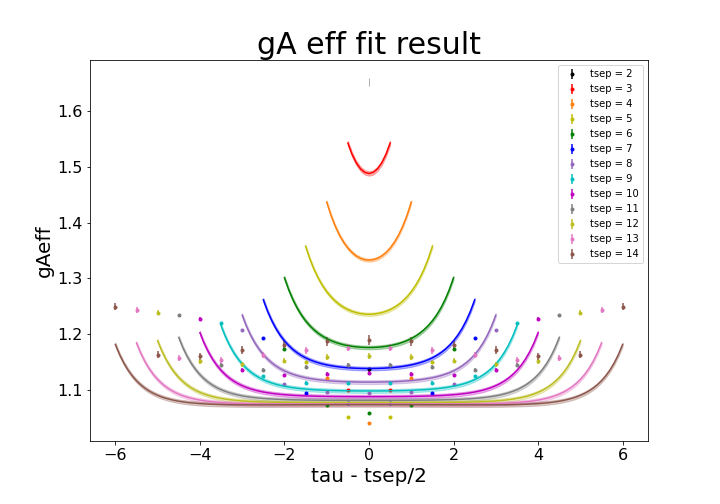 gA eff fit result
tsep = 2
tsep = 3
tsep = 4
tsep = 5
tsep = 6
tsep = 7
tsep = 8
tsep = 9
tsep = 10
tsep = 11
tsep = 12
tsep = 13
tsep = 14
1.6
1.5
1.4
1.3
1.2
1.1
gAeff
−6 −4 −2 0 2 4 6
tau - tsep/2